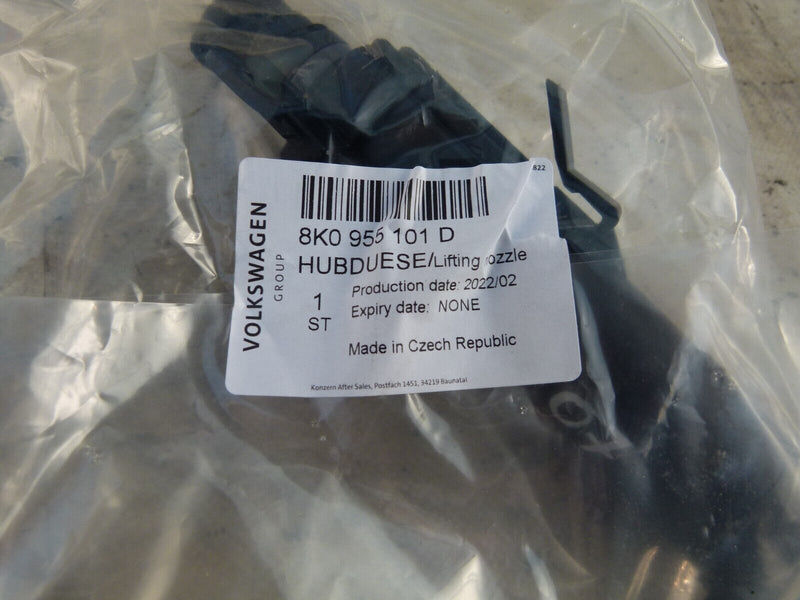 822
VOLKSWAGEN
GROUP
8K0 955 101 D
HUBDUESE/Lifting ozzle
1
ST
Production date: 2022/02
Expiry date: NONE
Made in Czech Republic
Konzern After Sales, Postfach 1451, 34219 Baunatal